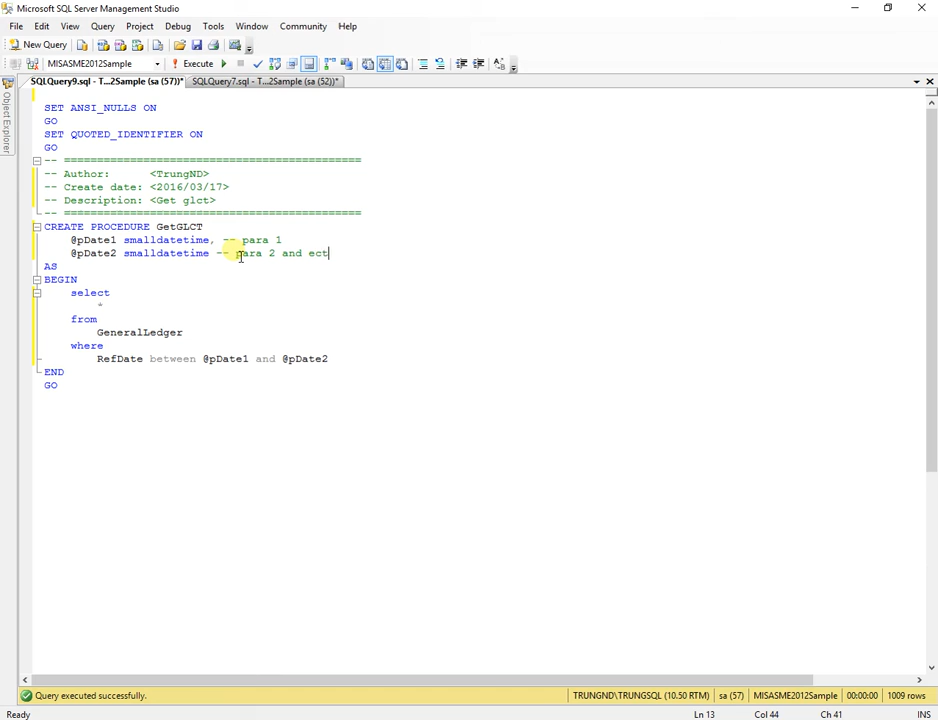 Microsoft SQL Server Management Studio
File Edit View Query Project Debug Tools Window Community Help
New Query
MISASME2012Sample Execute
SQLQuery9.sql - T...2Sample (sa (57))* SQLQuery7.sql - T...2Sample (sa (52))*
Object Explorer
SET ANSI_NULLS ON
GO
SET QUOTED_IDENTIFIER ON
GO
-- =============================================
-- Author: <TrungND>
-- Create date: <2016/03/17>
-- Description: <Get glct>
-- =============================================
CREATE PROCEDURE GetGLCT
@pDate1 smalldatetime, -- para 1
@pDate2 smalldatetime -- para 2 and ect
AS
BEGIN
select
*
from
GeneralLedger
where
RefDate between @pDate1 and @pDate2
END
GO
Query executed successfully. TRUNGND\TRUNGSQL (10.50 RTM) sa (57) MISASME2012Sample 00:00:00 1009 rows
Ready Ln 13 Col 44 Ch 41 INS